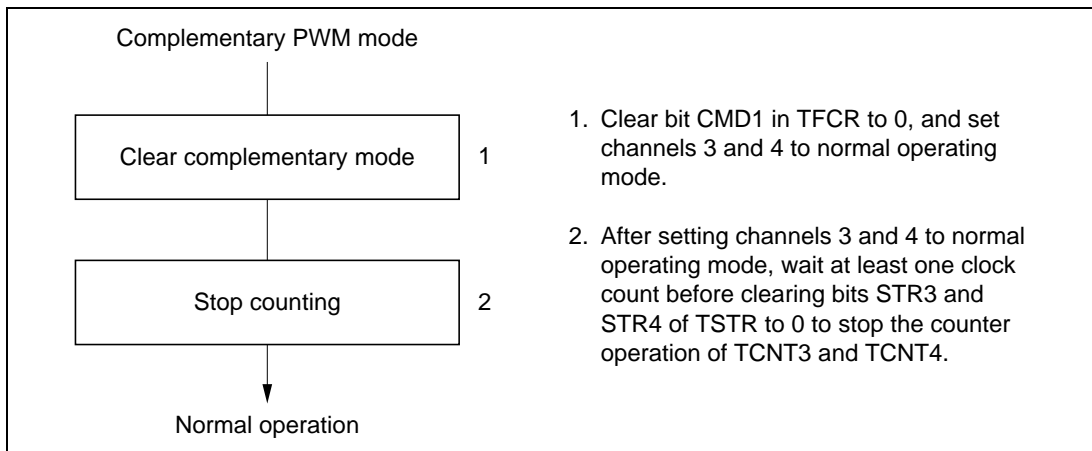 Complementary PWM mode
Clear complementary mode
1
Stop counting
2
Normal operation
1. Clear bit CMD1 in TFCR to 0, and set
channels 3 and 4 to normal operating
mode.
2. After setting channels 3 and 4 to normal
operating mode, wait at least one clock
count before clearing bits STR3 and
STR4 of TSTR to 0 to stop the counter
operation of TCNT3 and TCNT4.